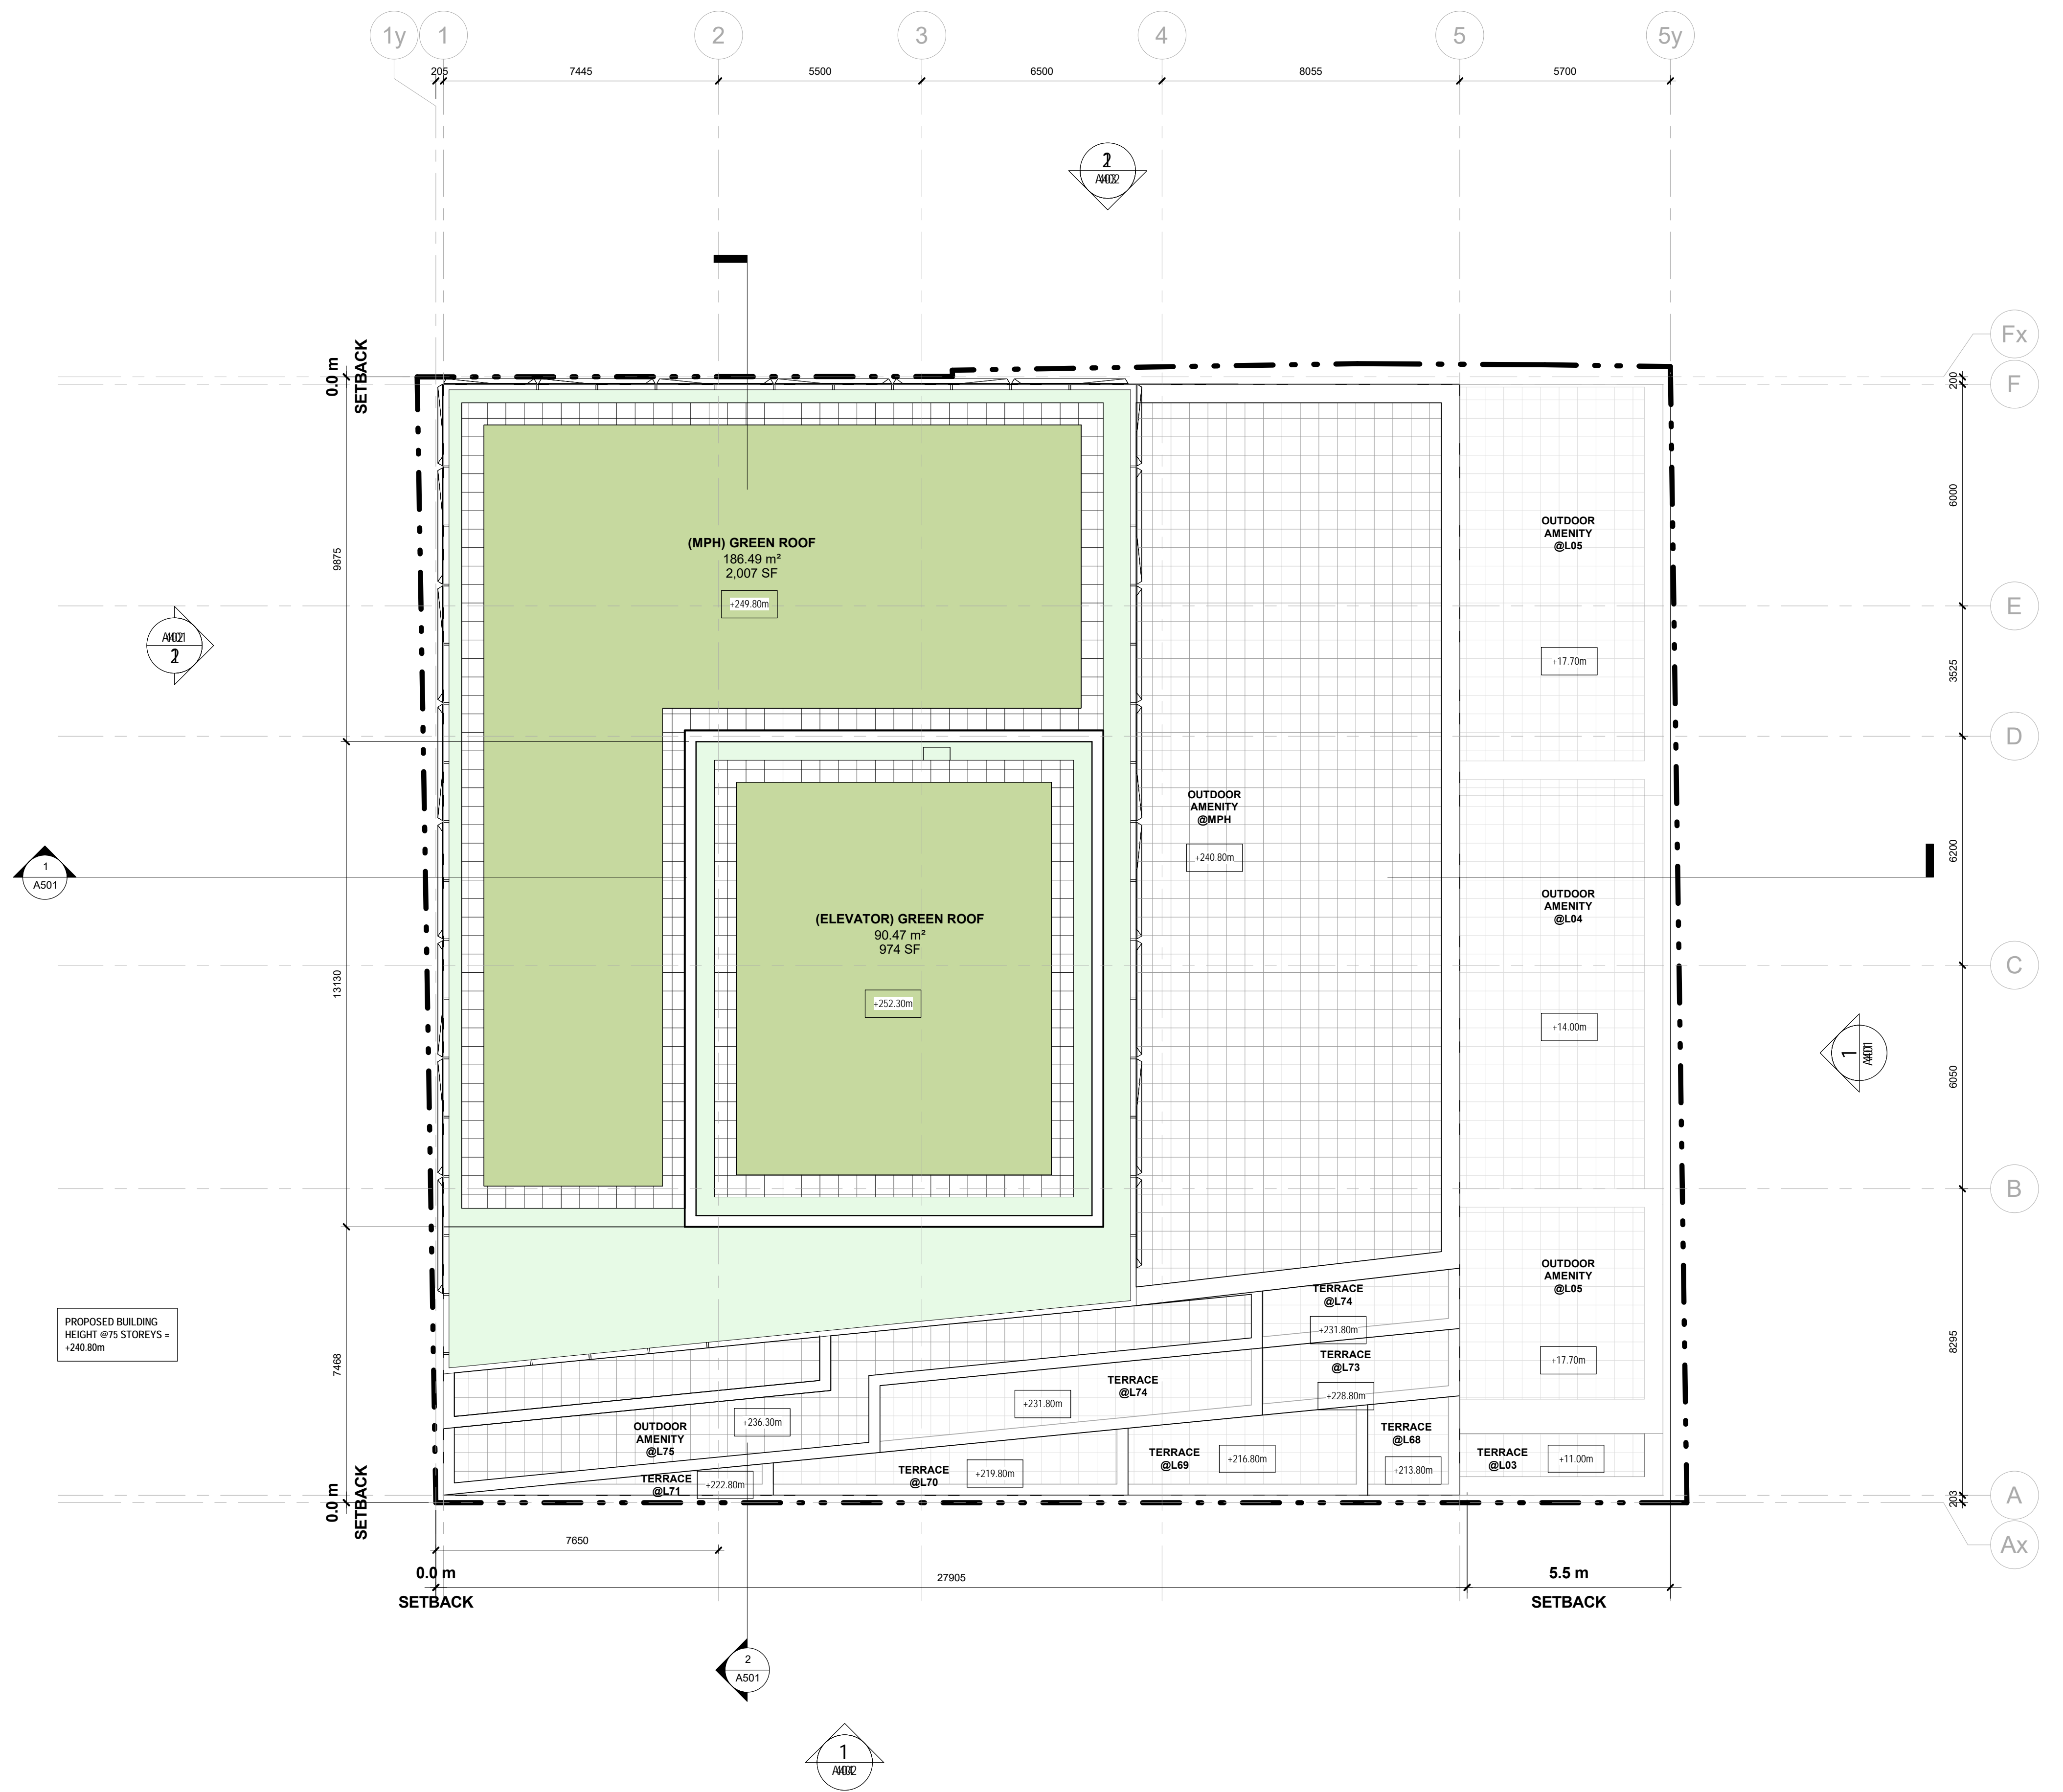 1y
1
2
3
4
5
5y
205
7445
5500
6500
8055
5700
0.0 m
SETBACK
Fx
F
200
6000
E
3525
D
6200
C
6050
B
8295
A
203
Ax
9875
13130
7468
(MPH) GREEN ROOF
186.49 m²
2,007 SF
+249.80m
OUTDOOR
AMENITY
@L05
+17.70m
OUTDOOR
AMENITY
@MPH
+240.80m
1
A501
(ELEVATOR) GREEN ROOF
90.47 m²
974 SF
+252.30m
OUTDOOR
AMENITY
@L04
+14.00m
1
OUTDOOR
AMENITY
@L05
+17.70m
PROPOSED BUILDING
HEIGHT @75 STOREYS =
+240.80m
TERRACE
@L74
+231.80m
TERRACE
@L73
+228.80m
TERRACE
@L74
+231.80m
OUTDOOR
AMENITY
@L75
+236.30m
TERRACE
@L71
+222.80m
TERRACE
@L70
+219.80m
TERRACE
@L69
+216.80m
TERRACE
@L68
+213.80m
TERRACE
@L03
+11.00m
0.0 m
SETBACK
7650
0.0 m
SETBACK
27905
5.5 m
SETBACK
2
A501
1